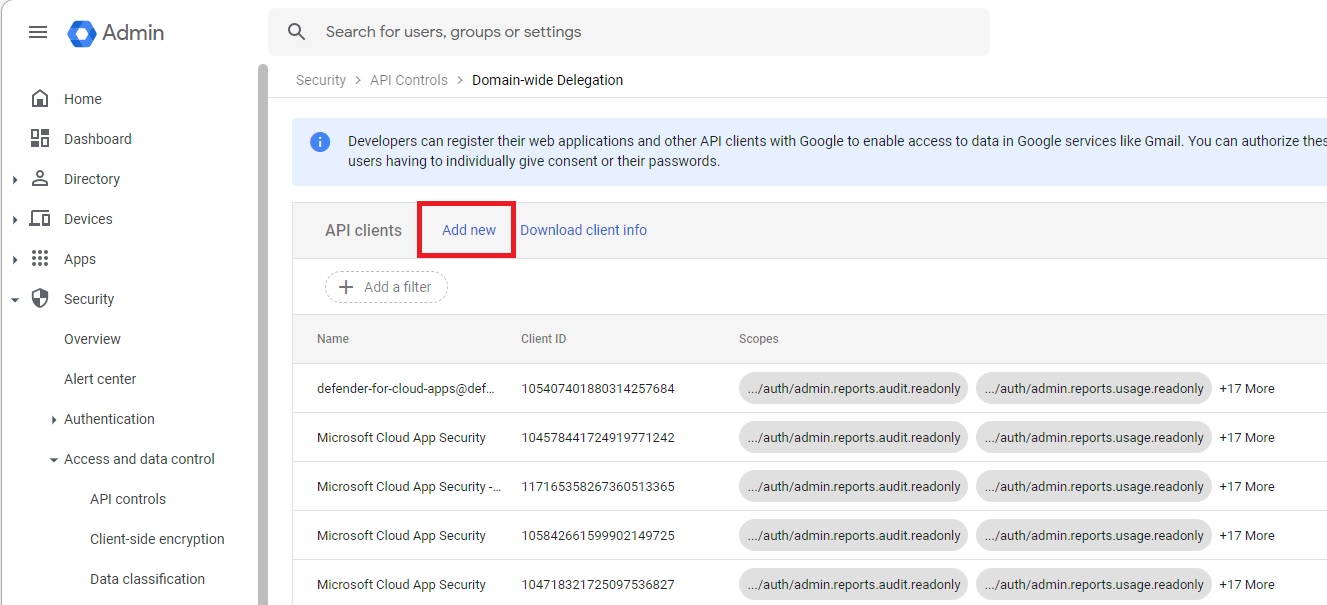 Admin
Search for users, groups or settings
Security > API Controls > Domain-wide Delegation
Home
Dashboard
Directory
Devices
Apps
Security
Overview
Alert center
Authentication
Access and data control
API controls
Client-side encryption
Data classification
Developers can register their web applications and other API clients with Google to enable access to data in Google services like Gmail. You can authorize thes
users having to individually give consent or their passwords.
API clients Add new Download client info
+ Add a filter
Name Client ID Scopes
defender-for-cloud-apps@def... 105407401880314257684 .../auth/admin.reports.audit.readonly .../auth/admin.reports.usage.readonly +17 More
Microsoft Cloud App Security 104578441724919771242 .../auth/admin.reports.audit.readonly .../auth/admin.reports.usage.readonly +17 More
Microsoft Cloud App Security -... 117165358267360513365 .../auth/admin.reports.audit.readonly .../auth/admin.reports.usage.readonly +17 More
Microsoft Cloud App Security 105842661599902149725 .../auth/admin.reports.audit.readonly .../auth/admin.reports.usage.readonly +17 More
Microsoft Cloud App Security 104718321725097536827 .../auth/admin.reports.audit.readonly .../auth/admin.reports.usage.readonly +17 More